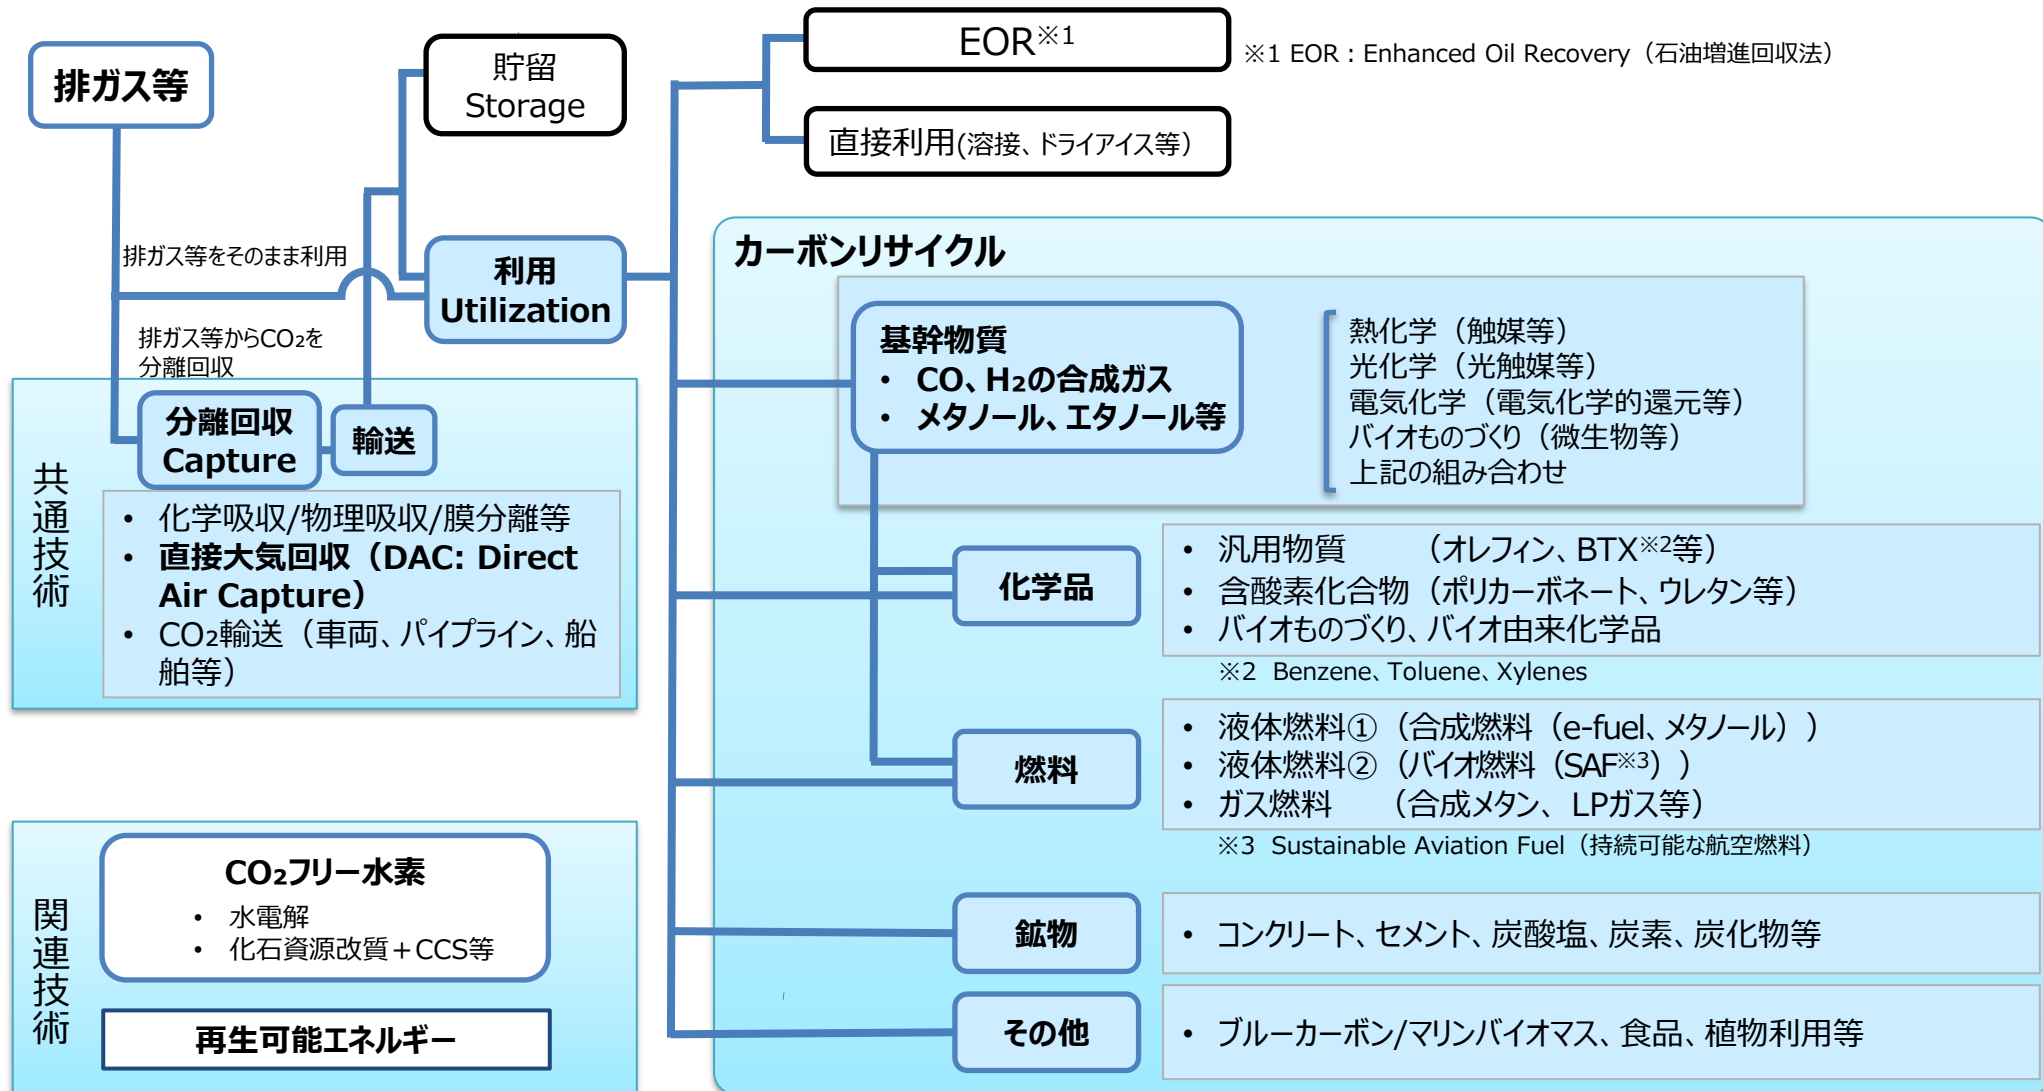 排ガス等
貯留
Storage
EOR※1
※1 EOR : Enhanced Oil Recovery（石油増進回収法）
直接利用(溶接、ドライアイス等）
排ガス等をそのまま利用
利用
Utilization
排ガス等からCO₂を
分離回収
共通技術
分離回収
Capture
輸送
• 化学吸収/物理吸収/膜分離等
• 直接大気回収（DAC: Direct
Air Capture）
• CO₂輸送（車両、パイプライン、船
舶等）
関連技術
CO₂フリー水素
• 水電解
• 化石資源改質＋CCS等
再生可能エネルギー
カーボンリサイクル
基幹物質
• CO、H₂の合成ガス
• メタノール、エタノール等
熱化学（触媒等）
光化学（光触媒等）
電気化学（電気化学的還元等）
バイオものづくり（微生物等）
上記の組み合わせ
化学品
• 汎用物質　　（オレフィン、BTX※2等）
• 含酸素化合物（ポリカーボネート、ウレタン等）
• バイオものづくり、バイオ由来化学品
※2 Benzene、Toluene、Xylenes
燃料
• 液体燃料①（合成燃料（e-fuel、メタノール））
• 液体燃料②（バイオ燃料（SAF※3））
• ガス燃料　　（合成メタン、LPガス等）
※3 Sustainable Aviation Fuel（持続可能な航空燃料）
鉱物
• コンクリート、セメント、炭酸塩、炭素、炭化物等
その他
• ブルーカーボン/マリンバイオマス、食品、植物利用等